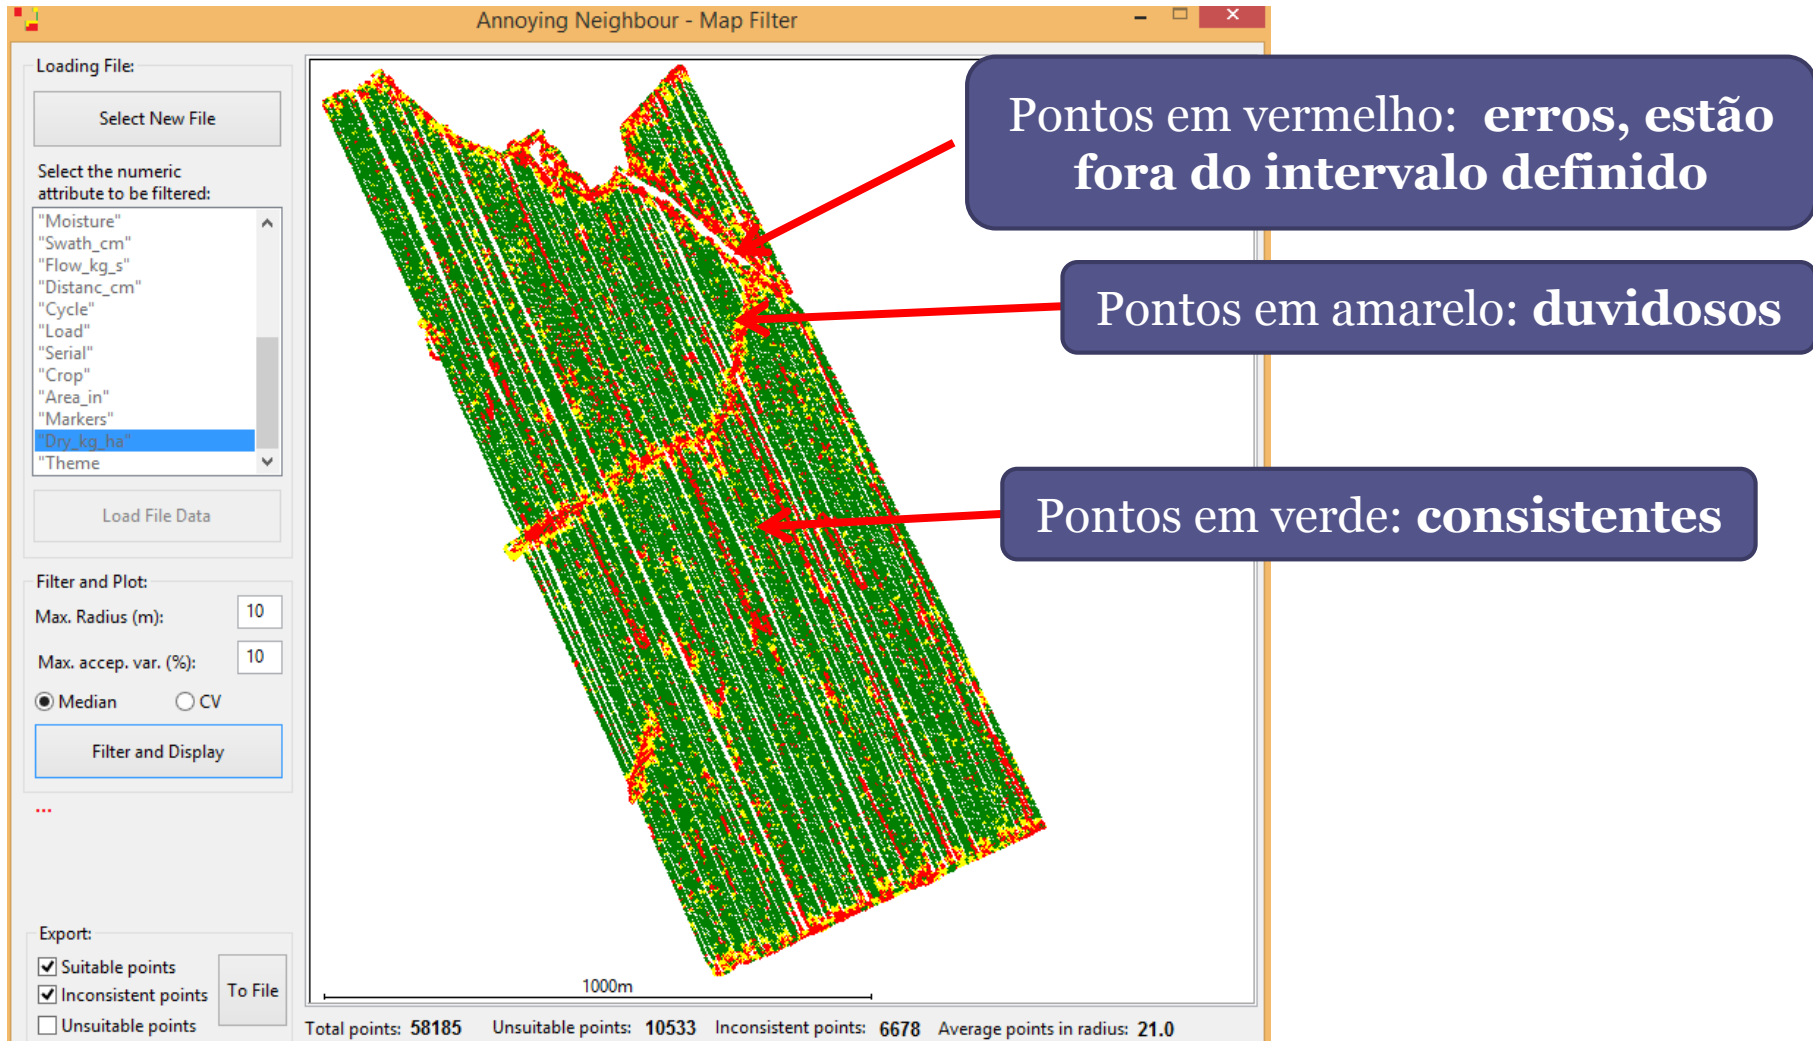 Annoying Neighbour - Map Filter
Loading File:
Select New File
Select the numeric
attribute to be filtered:
"Moisture"
"Swath_cm"
"Flow_kg_s"
"Distanc_cm"
"Cycle"
"Load"
"Serial"
"Crop"
"Area_in"
"Markers"
"Dry_kg_ha"
"Theme
Load File Data
Filter and Plot:
Max. Radius (m): 10
Max. accep. var. (%): 10
Median CV
Filter and Display
...
Export:
Suitable points
Inconsistent points
Unsuitable points
To File
Pontos em vermelho: erros, estão
fora do intervalo definido
Pontos em amarelo: duvidosos
Pontos em verde: consistentes
1000m
Total points: 58185 Unsuitable points: 10533 Inconsistent points: 6678 Average points in radius: 21.0